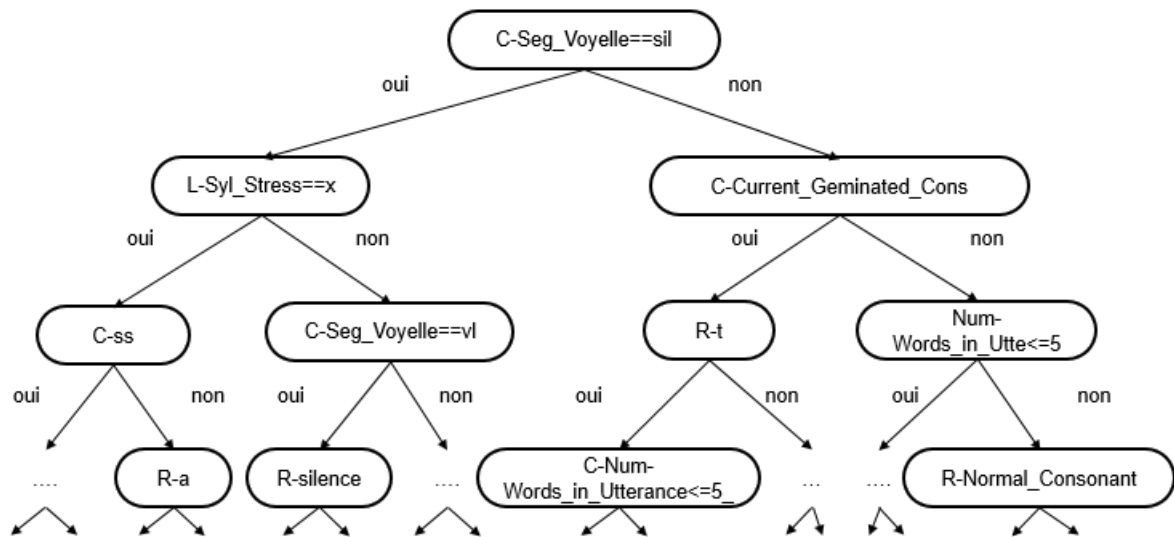 C-Seg_Voyelle==sil
oui
non
L-Syl_Stress==x
C-Current_Geminated_Cons
oui
non
oui
non
C-ss
C-Seg_Voyelle==vl
R-t
Num-
Words_in_Utte<=5
oui
non
oui
non
oui
non
oui
non
....
R-a
R-silence
....
C-Num-
Words_in_Utterance<=5_
...
....
R-Normal_Consonant